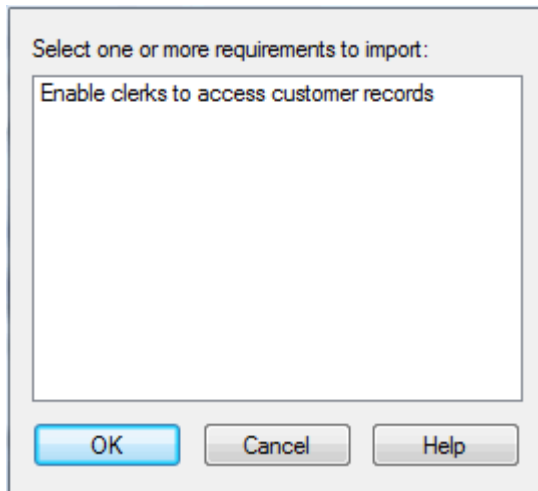 Select one or more requirements to import:
Enable clerks to access customer records
OK Cancel Help